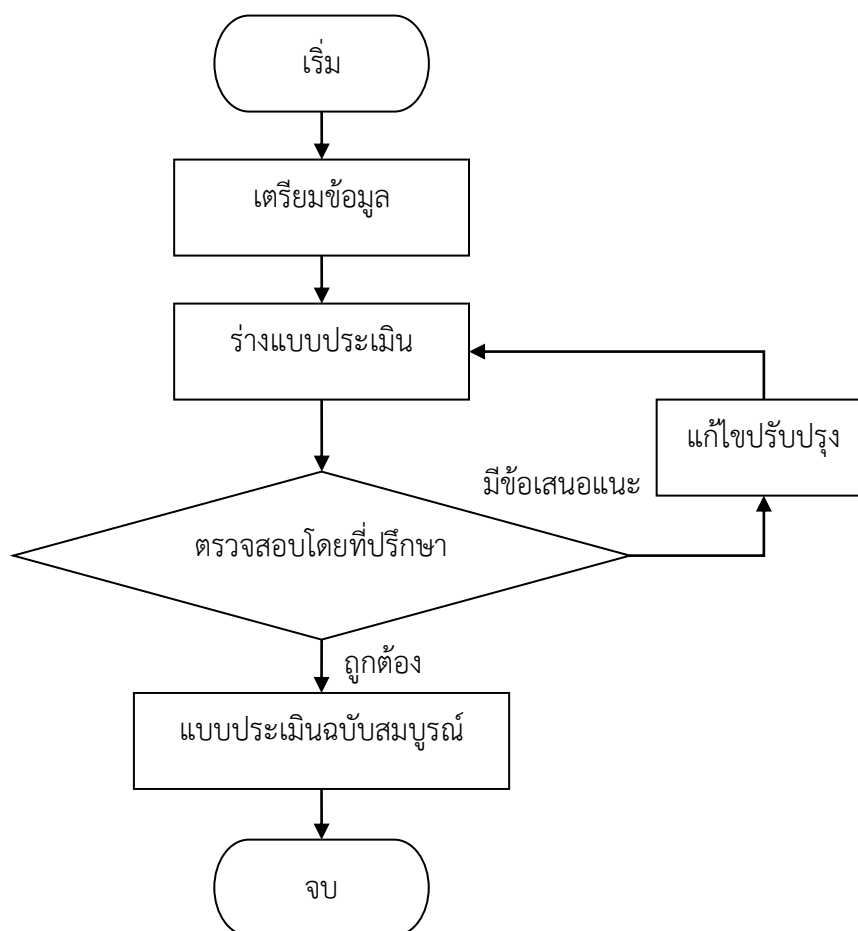 เริ่ม
เตรียมข้อมูล
ร่างแบบประเมิน
แก้ไขปรับปรุง
มีข้อเสนอแนะ
ตรวจสอบโดยที่ปรึกษา
ถูกต้อง
แบบประเมินฉบับสมบูรณ์
จบ